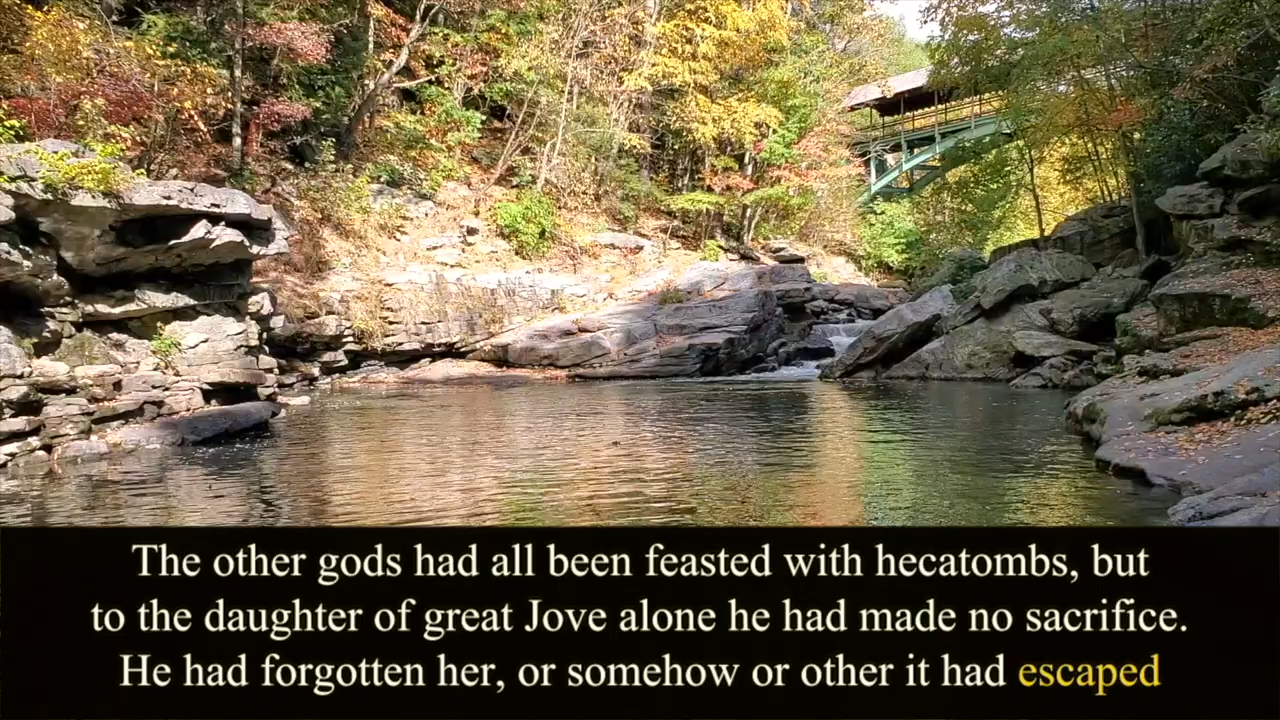 The other gods had all been feasted with hecatombs, but
to the daughter of great Jove alone he had made no sacrifice.
He had forgotten her, or somehow or other it had escaped